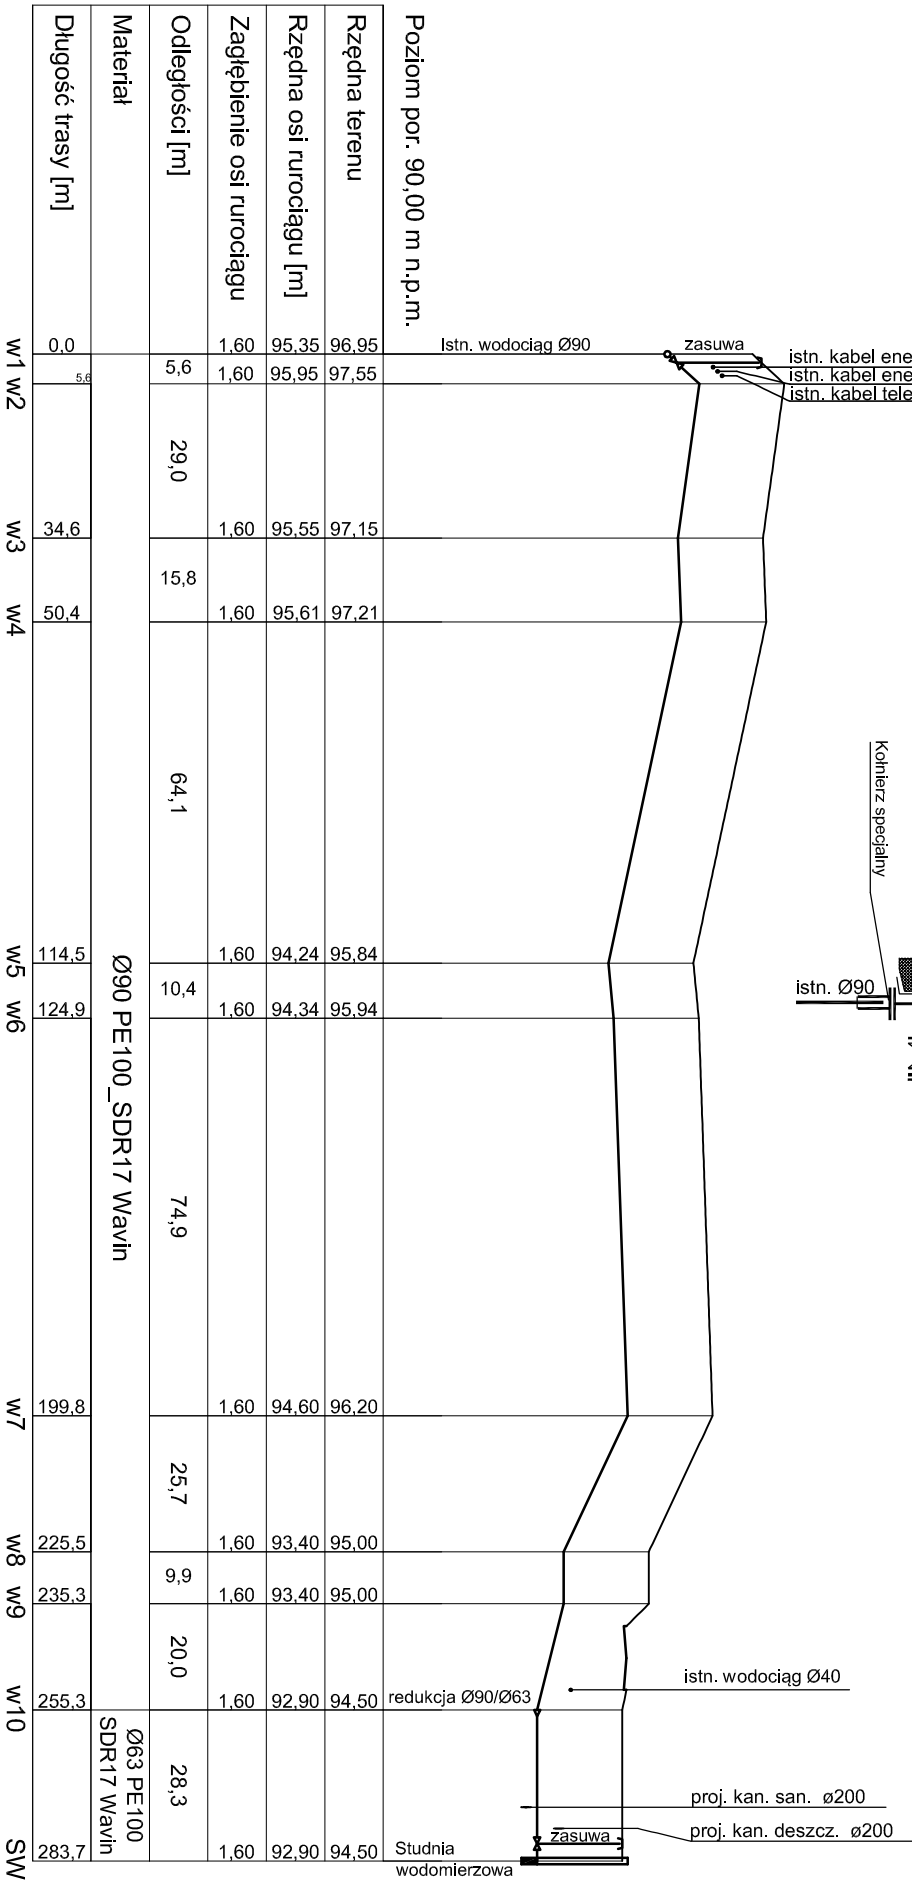 Poziom por. 90,00 m n.p.m.
Rzędna terenu
96,95 97,55 97,15 97,21 95,84 95,94 96,20 95,00 95,00 94,50 94,50
Rzędna osi rurociągu [m]
95,35 95,95 95,55 95,61 94,24 94,34 94,60 93,40 93,40 92,90 92,90
Zagłębienie osi rurociągu
1,60 1,60 1,60 1,60 1,60 1,60 1,60 1,60 1,60 1,60 1,60
Odległości [m]
5,6 29,0 15,8 64,1 10,4 74,9 25,7 9,9 20,0 28,3
Materiał
Ø90 PE100_SDR17 Wavin
Ø63 PE100
SDR17 Wavin
Długość trasy [m]
0,0 5,6 34,6 50,4 114,5 124,9 199,8 225,5 235,3 255,3 283,7
w1 w2 w3 w4 w5 w6 w7 w8 w9 w10 SW
Istn. wodociąg Ø90
zasuwa
istn. kabel ene
istn. kabel ene
istn. kabel tele
Kołnierz specjalny
istn. Ø90
istn. wodociąg Ø40
redukcja Ø90/Ø63
proj. kan. san. ø200
proj. kan. deszcz. ø200
zasuwa
Studnia
wodomierzowa